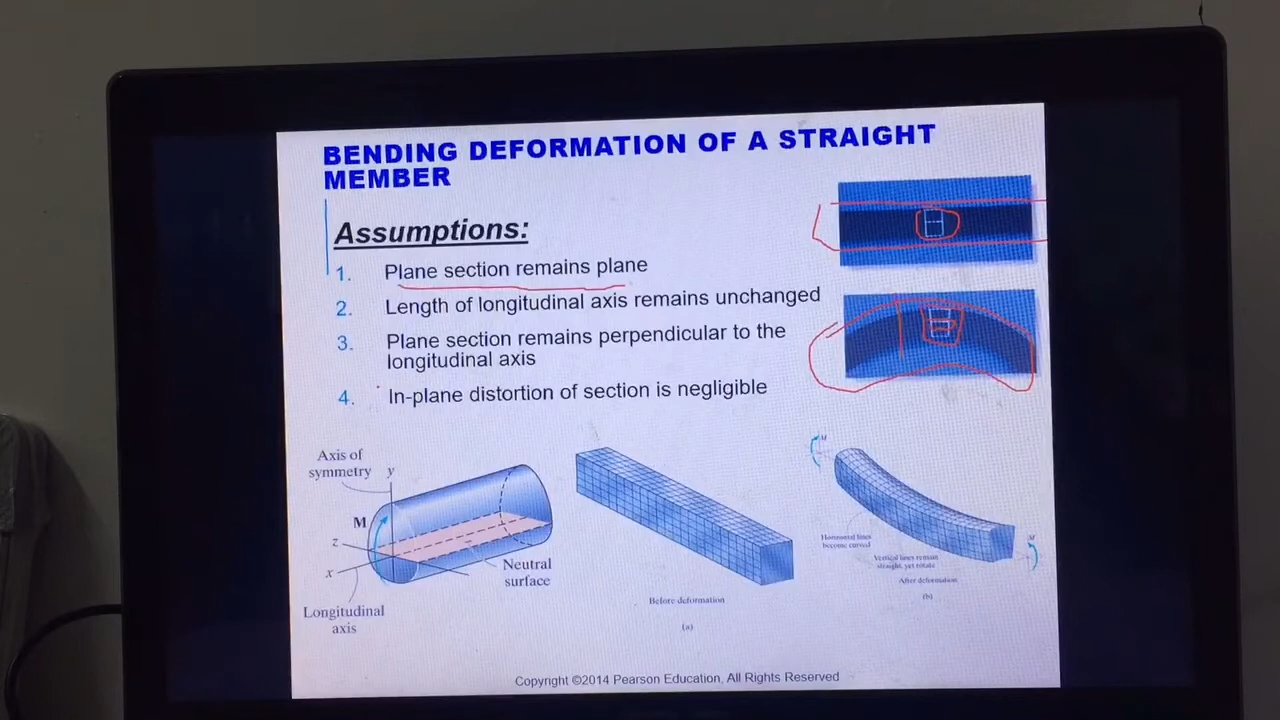 BENDING DEFORMATION OF A STRAIGHT
MEMBER
Assumptions:
1. Plane section remains plane
2. Length of longitudinal axis remains unchanged
3. Plane section remains perpendicular to the
longitudinal axis
4. In-plane distortion of section is negligible
Axis of
symmetry y
M
z
x
Neutral
surface
Longitudinal
axis
Before deformation
(a)
M
Horizontal lines
become curved
Vertical lines remain
straight, yet rotate
M
After deformation
(b)
Copyright ©2014 Pearson Education, All Rights Reserved